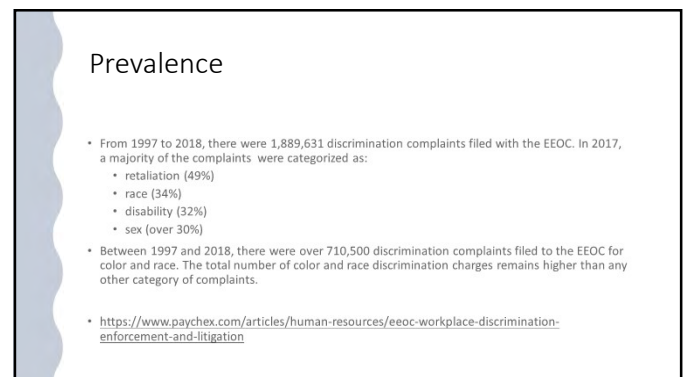 Prevalence
• From 1997 to 2018, there were 1,889,631 discrimination complaints filed with the EEOC. In 2017,
a majority of the complaints were categorized as:
• retaliation (49%)
• race (34%)
• disability (32%)
• sex (over 30%)
• Between 1997 and 2018, there were over 710,500 discrimination complaints filed to the EEOC for
color and race. The total number of color and race discrimination charges remains higher than any
other category of complaints.
• https://www.paychex.com/articles/human-resources/eeoc-workplace-discrimination-
enforcement-and-litigation